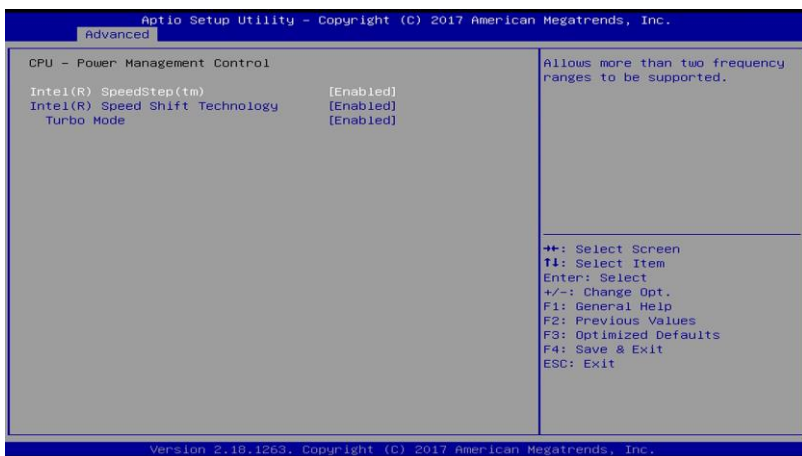 Aptio Setup Utility – Copyright (C) 2017 American Megatrends, Inc.
Advanced
CPU – Power Management Control
Intel(R) SpeedStep(tm) [Enabled]
Intel(R) Speed Shift Technology [Enabled]
Turbo Mode [Enabled]
Allows more than two frequency
ranges to be supported.
→←: Select Screen
↑↓: Select Item
Enter: Select
+/-: Change Opt.
F1: General Help
F2: Previous Values
F3: Optimized Defaults
F4: Save & Exit
ESC: Exit
Version 2.18.1263. Copyright (C) 2017 American Megatrends, Inc.